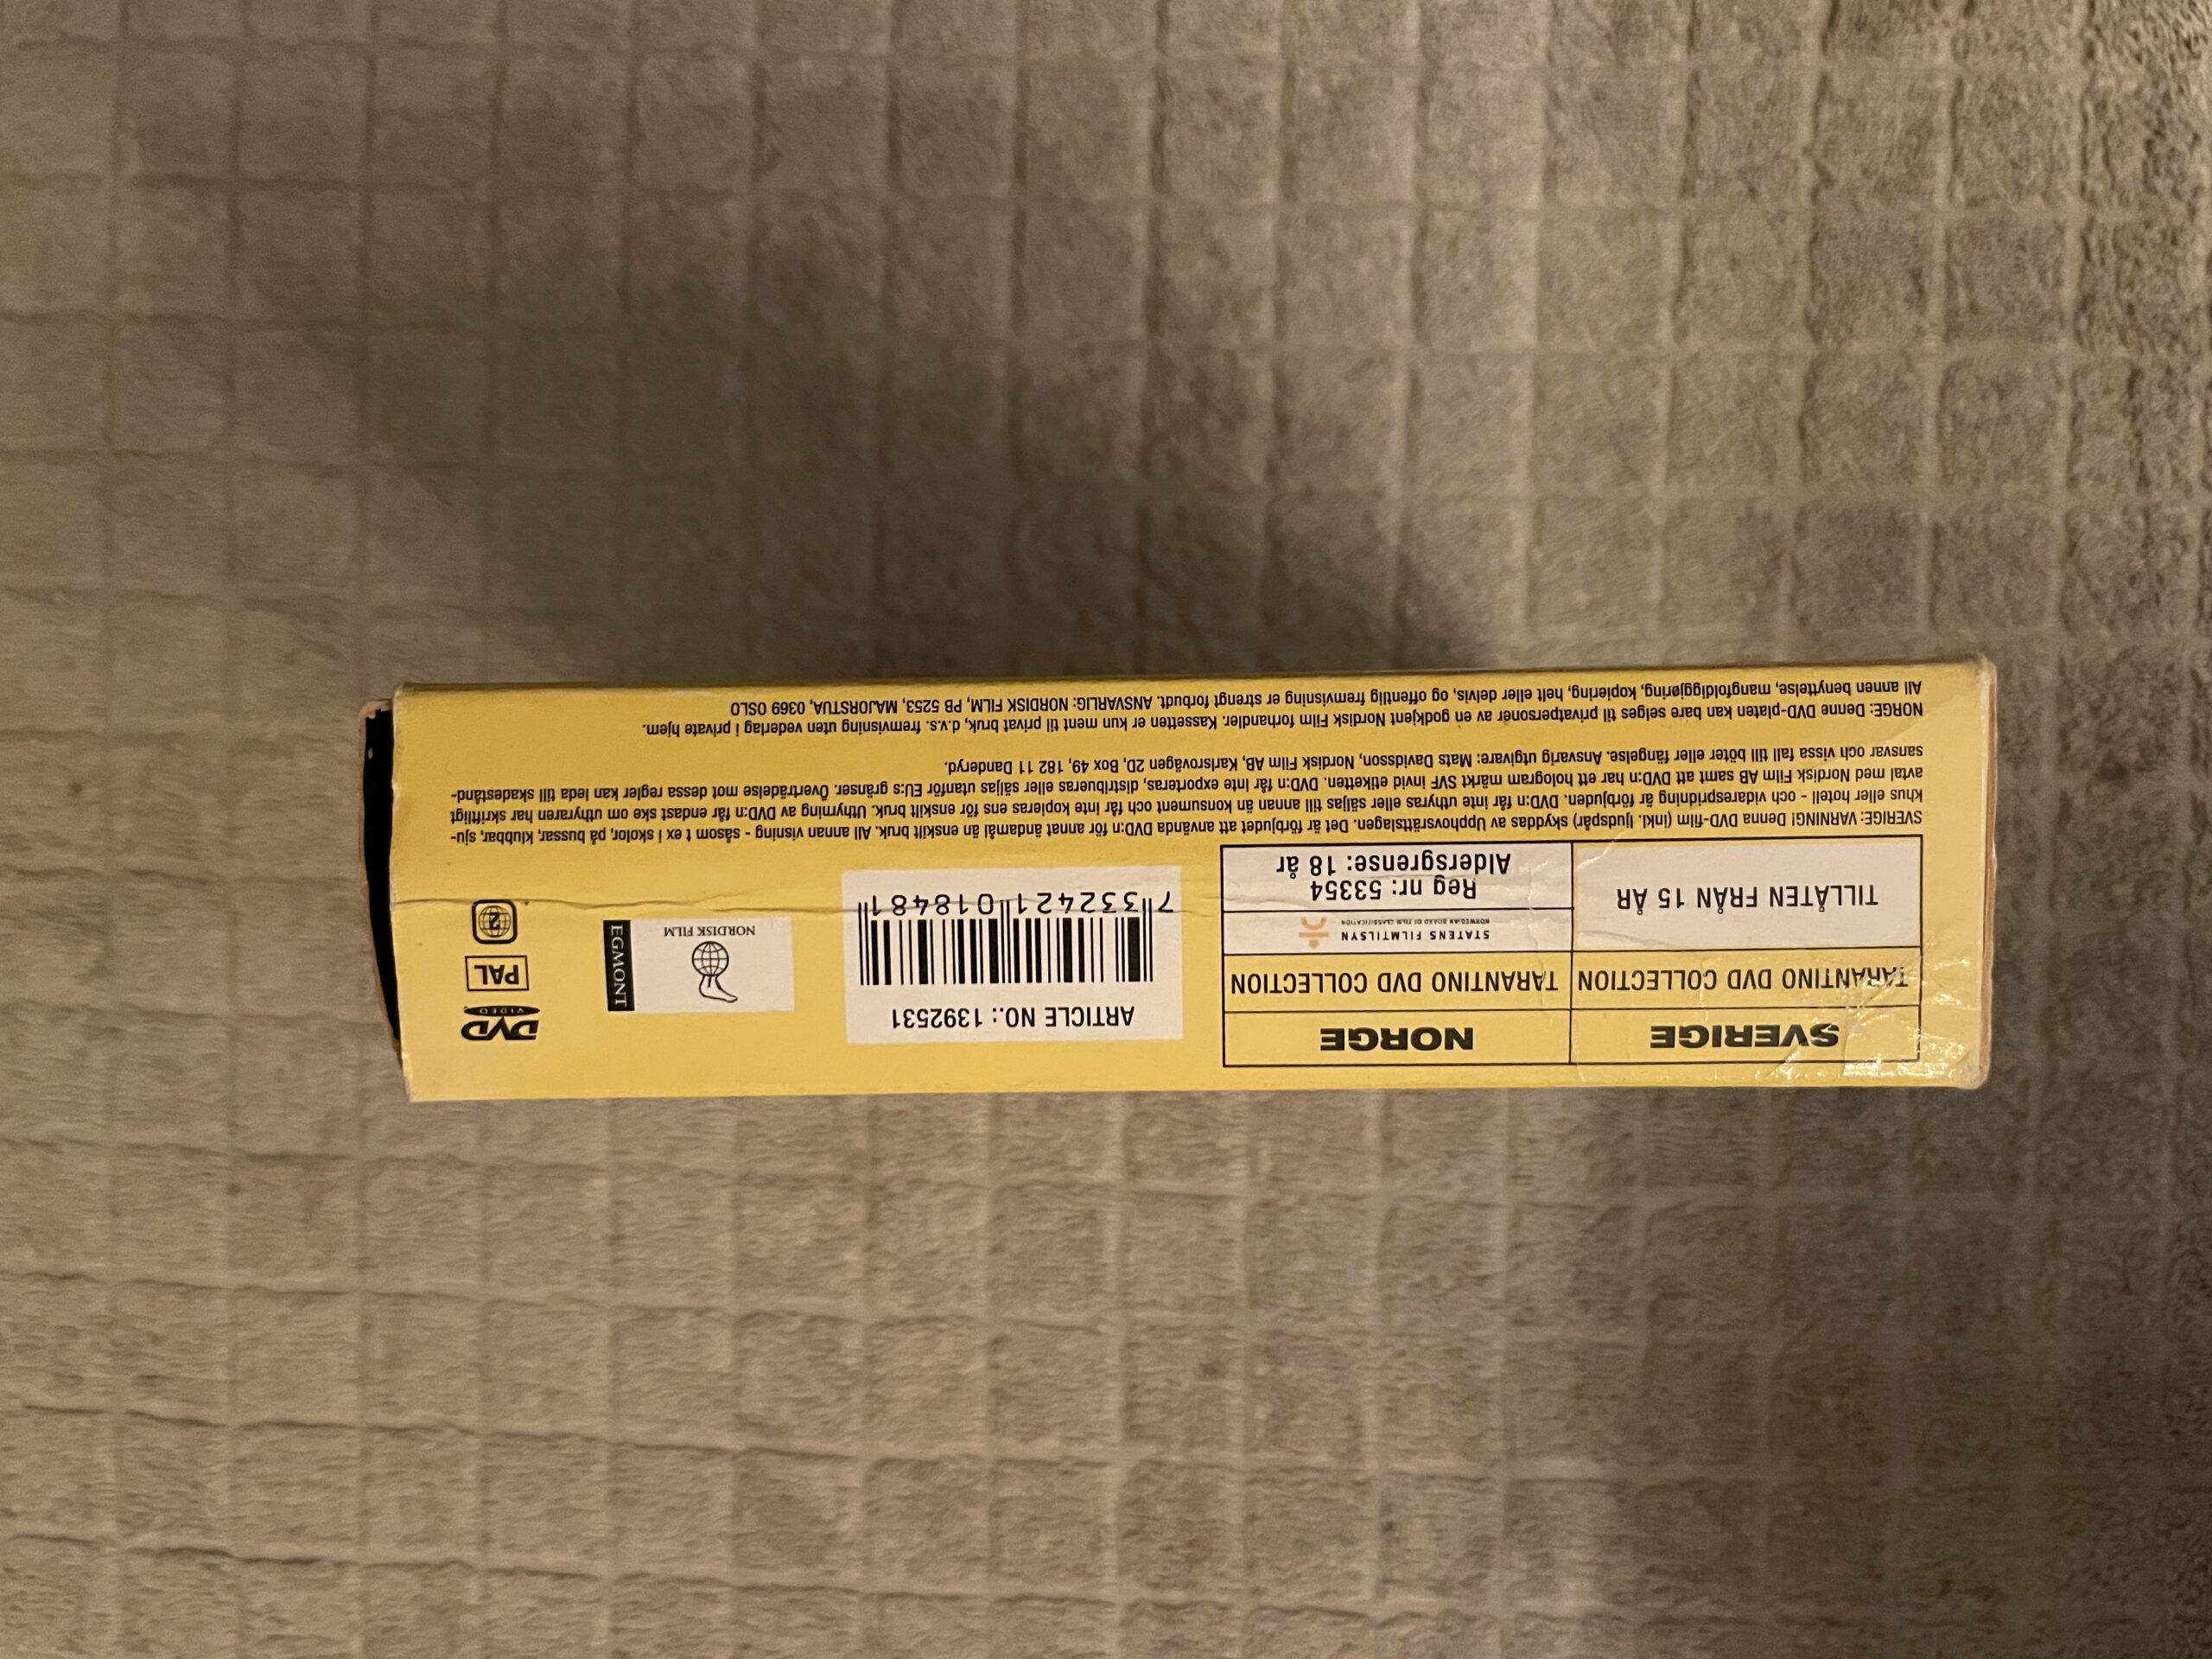 SVERIGE
NORGE
TARANTINO DVD COLLECTION
TARANTINO DVD COLLECTION
TILLÅTEN FRÅN 15 ÅR
STATENS FILMTILSYN
NORWEGIAN BOARD OF FILM CLASSIFICATION
Reg nr: 53354
Aldersgrense: 18 år
ARTICLE NO.: 1392531
7 332421 018481
NORDISK FILM
EGMONT
DVD
VIDEO
PAL
2
SVERIGE: VARNING! Denna DVD-film (inkl. ljudspår) skyddas av Upphovsrättslagen. Det är förbjudet att använda DVD:n för annat ändamål än enskilt bruk. All annan visning - såsom t ex i skolor, på bussar, klubbar, sju-
khus eller hotell - och vidarespridning är förbjuden. DVD:n får inte uthyras eller säljas till annan än konsument och får inte kopieras ens för enskilt bruk. Uthyrning av DVD:n får endast ske om uthyraren har skriftligt
avtal med Nordisk Film AB samt att DVD:n har ett hologram märkt SVF invid etiketten. DVD:n får inte exporteras, distribueras eller säljas utanför EU:s gränser. Överträdelse mot dessa regler kan leda till skadestånd-
sansvar och vissa fall till böter eller fängelse. Ansvarig utgivare: Mats Davidsson, Nordisk Film AB, Karlsrovägen 2D, Box 49, 182 11 Danderyd.
NORGE: Denne DVD-platen kan bare selges til privatpersoner av en godkjent Nordisk Film forhandler. Kassetten er kun ment til privat bruk, d.v.s. fremvisning uten vederlag i private hjem.
All annen benyttelse, mangfoldiggjøring, kopiering, helt eller delvis, og offentlig fremvisning er strengt forbudt. ANSVARLIG: NORDISK FILM, PB 5253, MAJORSTUA, 0369 OSLO